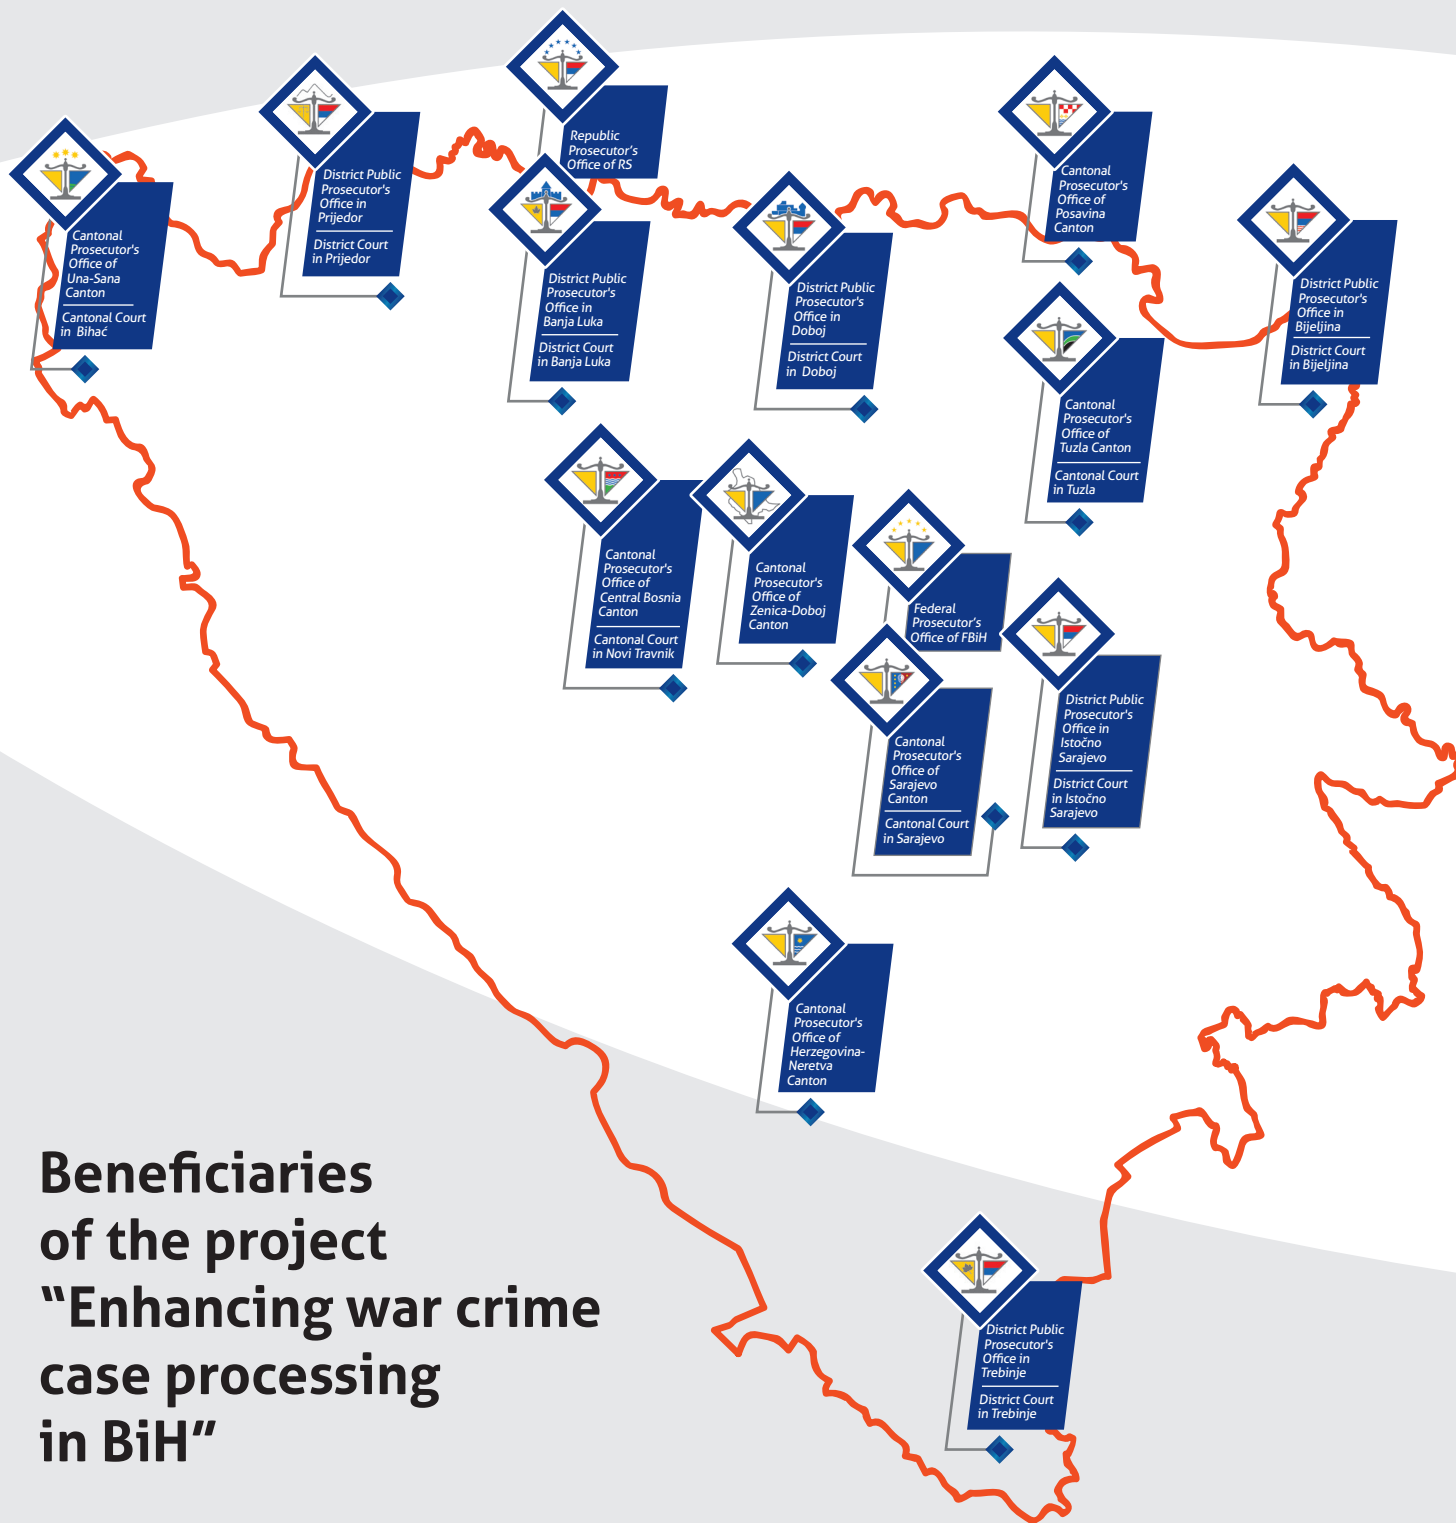 Republic
Prosecutor's
Office of RS
District Public
Prosecutor's
Office in
Prijedor
District Court
in Prijedor
Cantonal
Prosecutor's
Office of
Posavina
Canton
Cantonal
Prosecutor's
Office of
Una-Sana
Canton
Cantonal Court
in Bihać
District Public
Prosecutor's
Office in
Banja Luka
District Court
in Banja Luka
District Public
Prosecutor's
Office in
Doboj
District Court
in Doboj
District Public
Prosecutor's
Office in
Bijeljina
District Court
in Bijeljina
Cantonal
Prosecutor's
Office of
Tuzla Canton
Cantonal Court
in Tuzla
Cantonal
Prosecutor's
Office of
Central Bosnia
Canton
Cantonal Court
in Novi Travnik
Cantonal
Prosecutor's
Office of
Zenica-Doboj
Canton
Federal
Prosecutor's
Office of FBiH
District Public
Prosecutor's
Office in
Istočno
Sarajevo
District Court
in Istočno
Sarajevo
Cantonal
Prosecutor's
Office of
Sarajevo
Canton
Cantonal Court
in Sarajevo
Cantonal
Prosecutor's
Office of
Herzegovina-
Neretva
Canton
Beneficiaries
of the project
“Enhancing war crime
case processing
in BiH”
District Public
Prosecutor's
Office in
Trebinje
District Court
in Trebinje